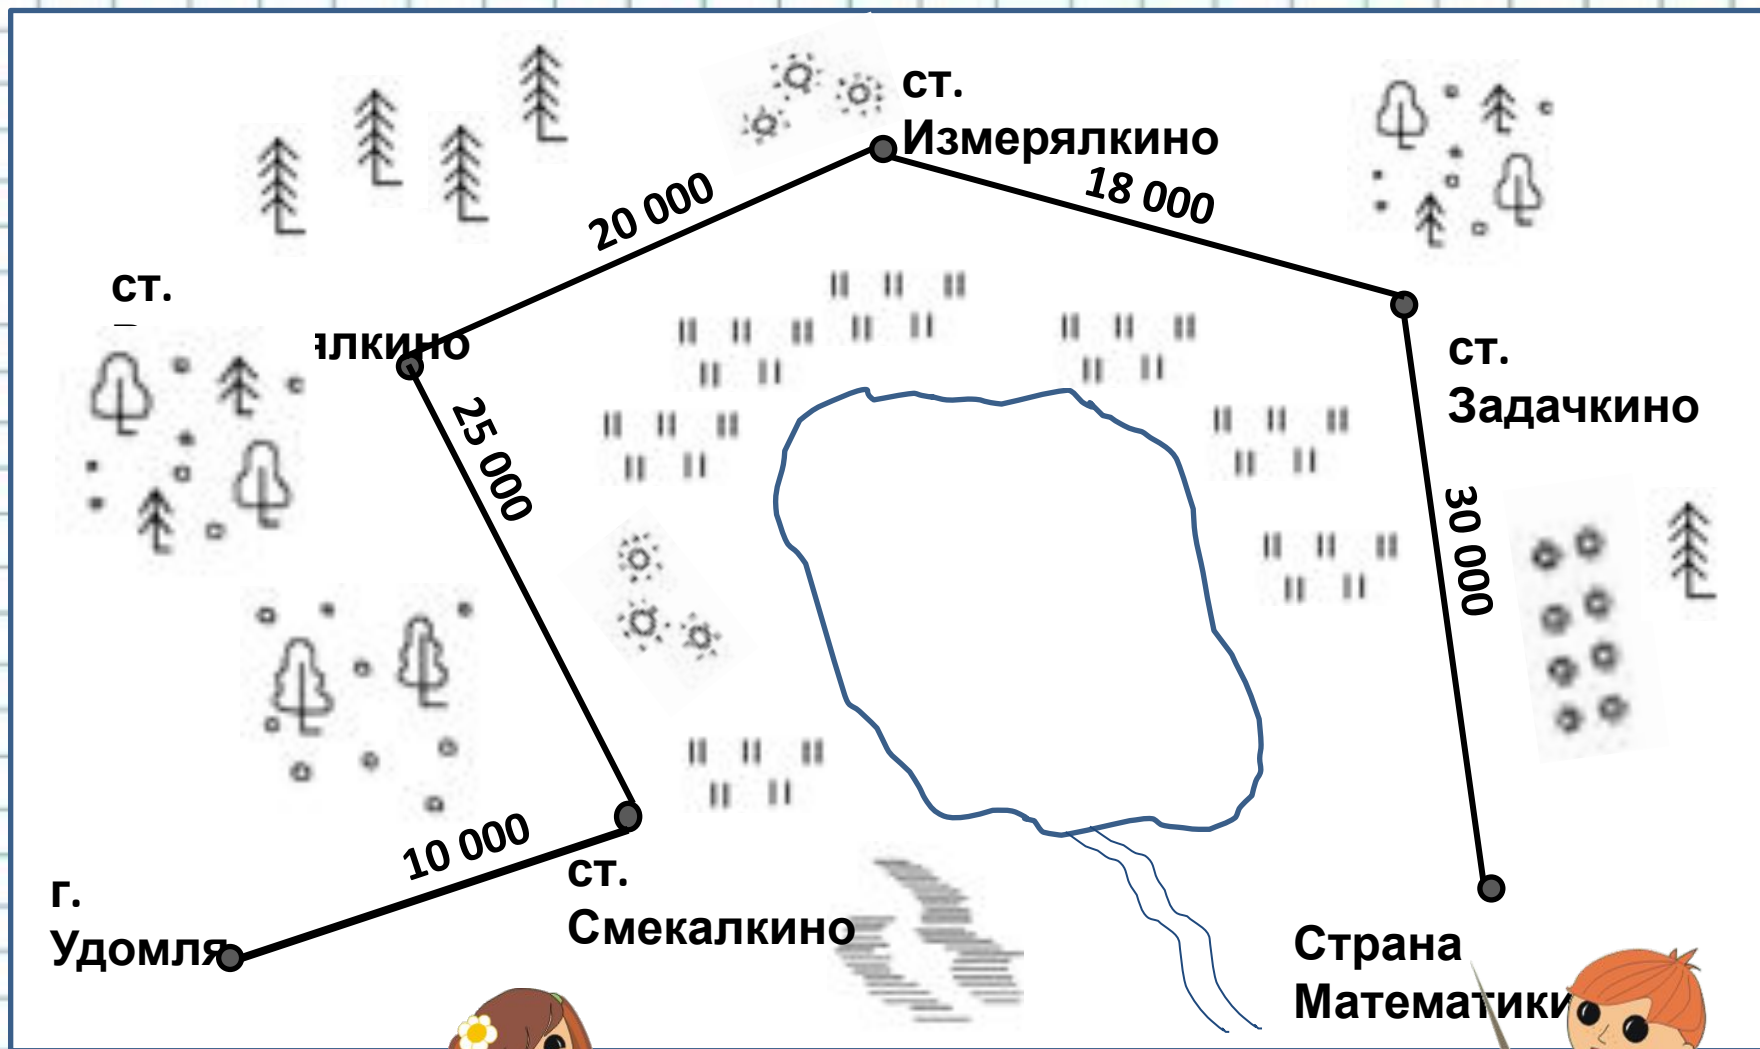 ст.
Измерялкино
18 000
20 000
ст.
ст.
Задачкино
25 000
30 000
10 000
г.
Удомля
ст.
Смекалкино
Страна
Математики